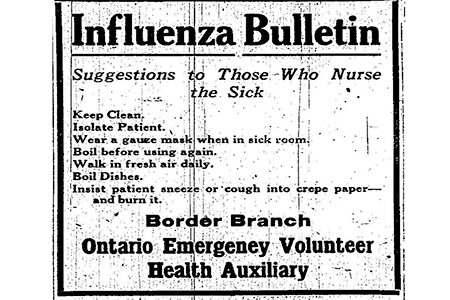 Influenza Bulletin
Suggestions to Those Who Nurse
the Sick
Keep Clean.
Isolate Patient.
Wear a gauze mask when in sick room.
Boil before using again.
Walk in fresh air daily.
Boil Dishes.
Insist patient sneeze or cough into crepe paper—
and burn it.
Border Branch
Ontario Emergency Volunteer
Health Auxiliary